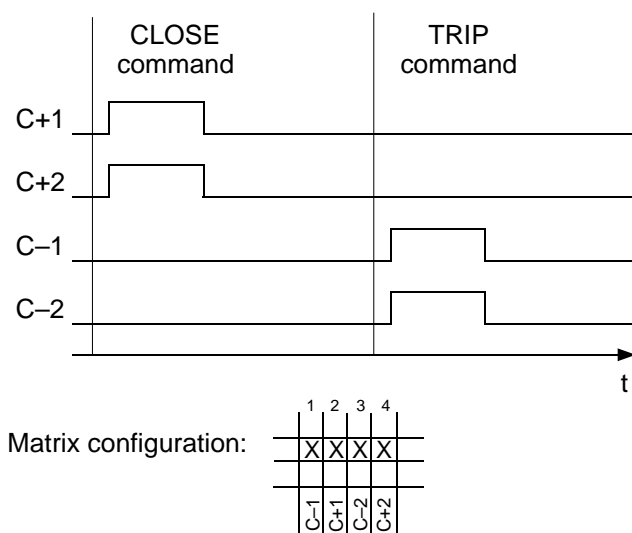 CLOSE command
TRIP command
C+1
C+2
C–1
C–2
t
1 2 3 4
Matrix configuration:
X X X X
C–1 C+1 C–2 C+2